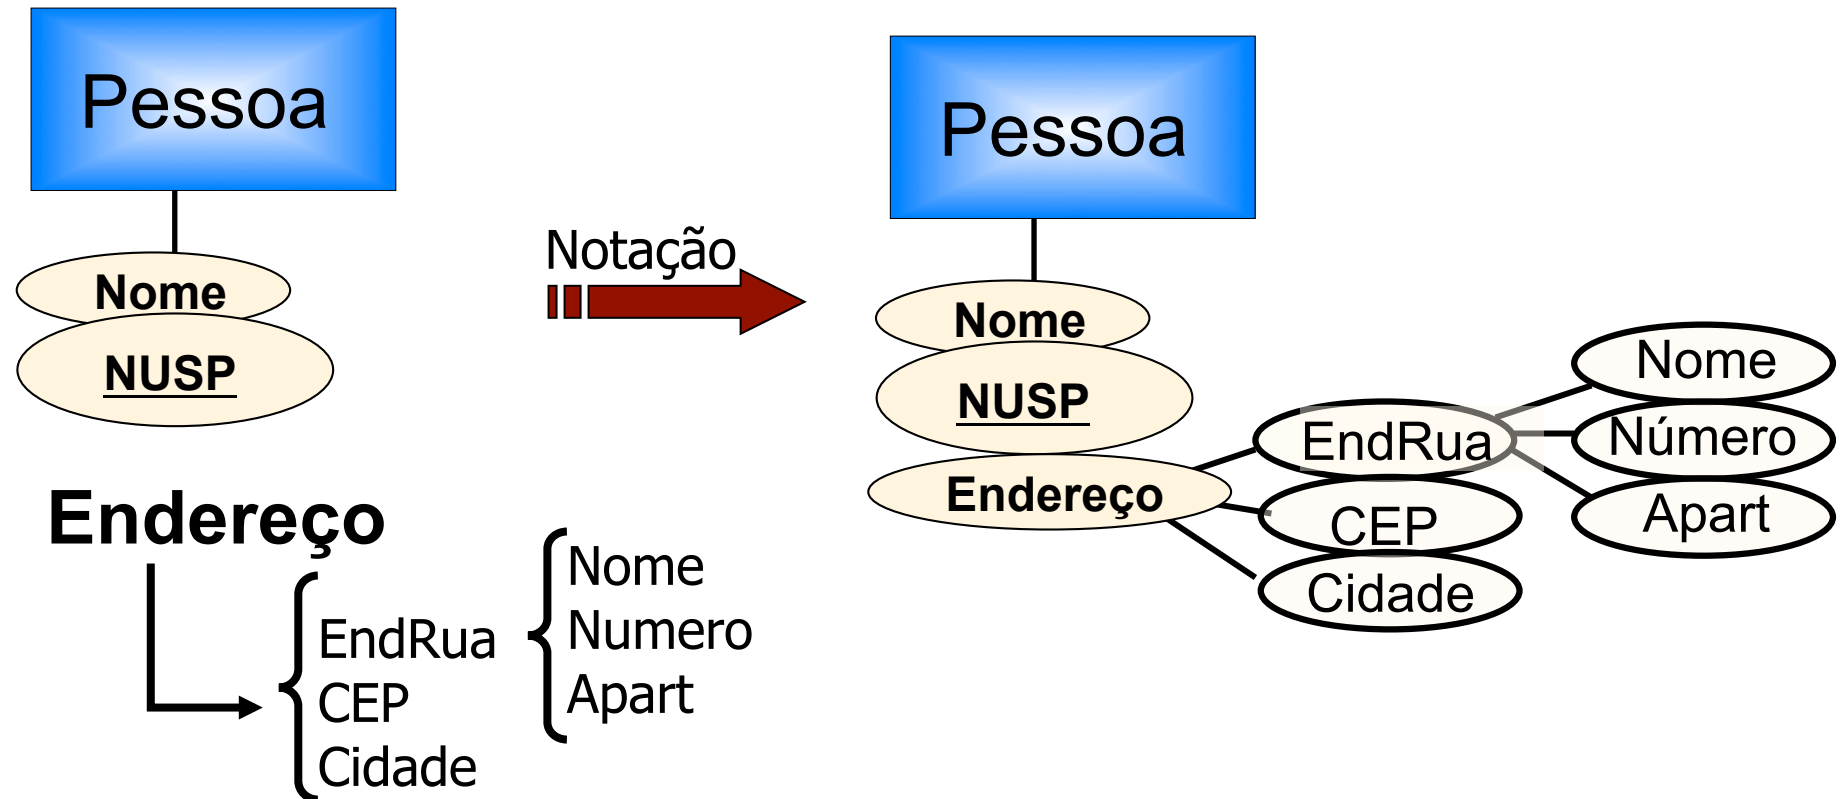 Pessoa
Nome
NUSP
Endereço
EndRua
CEP
Cidade
Nome
Numero
Apart
Notação
Pessoa
Nome
NUSP
Endereço
EndRua
CEP
Cidade
Nome
Número
Apart